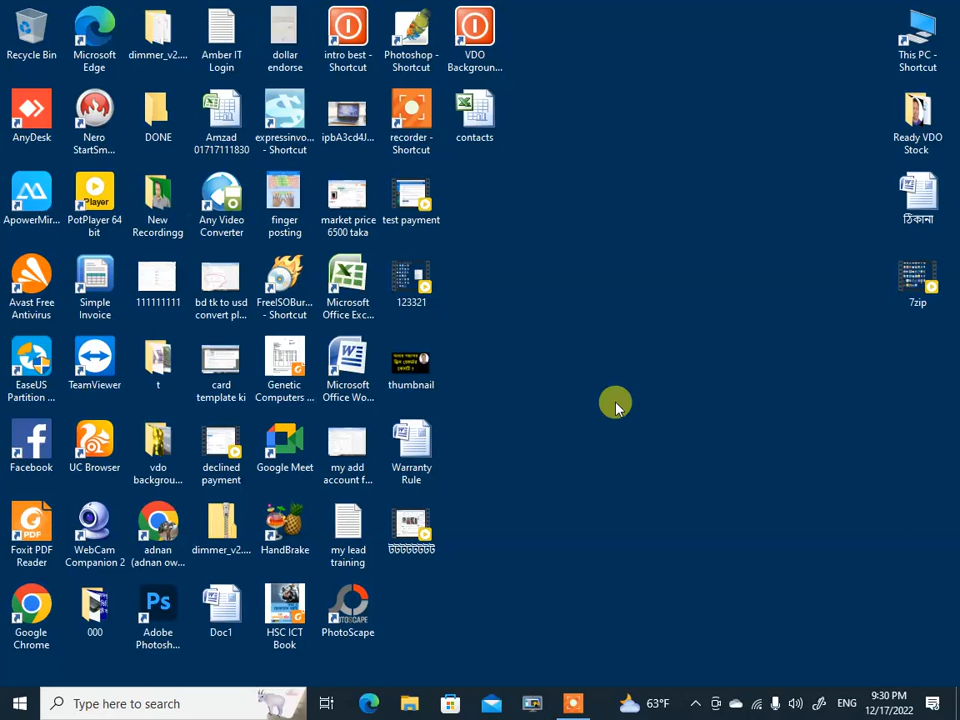 Recycle Bin
Microsoft Edge
dimmer_v2....
Amber IT Login
dollar endorse
intro best - Shortcut
Photoshop - Shortcut
VDO Backgroun...
This PC - Shortcut
AnyDesk
Nero StartSm...
DONE
Amzad 01717111830
expressinvo... - Shortcut
ipbA3cd4J...
recorder - Shortcut
contacts
Ready VDO Stock
ApowerMir...
PotPlayer 64 bit
New Recordingg
Any Video Converter
finger posting
market price 6500 taka
test payment
ঠিকানা
Avast Free Antivirus
Simple Invoice
111111111
bd tk to usd convert pl...
FreeISOBur... - Shortcut
Microsoft Office Exc...
123321
7zip
EaseUS Partition ...
TeamViewer
t
card template ki
Genetic Computers ...
Microsoft Office Wo...
thumbnail
Facebook
UC Browser
vdo backgrou...
declined payment
Google Meet
my add account f...
Warranty Rule
Foxit PDF Reader
WebCam Companion 2
adnan (adnan ow...
dimmer_v2....
HandBrake
my lead training
Google Chrome
000
Adobe Photosh...
Doc1
HSC ICT Book
PhotoScape
Type here to search
63°F
ENG
9:30 PM
12/17/2022